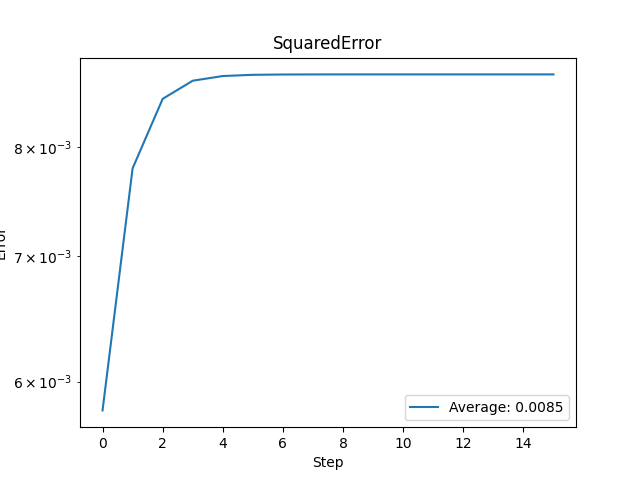 SquaredError
8 × 10⁻³
7 × 10⁻³
6 × 10⁻³
Error
Average: 0.0085
0 2 4 6 8 10 12 14
Step